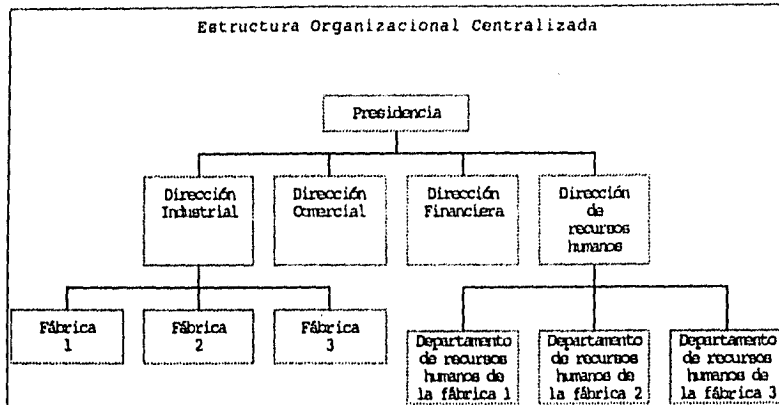 Estructura Organizacional Centralizada
Presidencia
Dirección
Industrial
Dirección
Comercial
Dirección
Financiera
Dirección
de
recursos
humanos
Fábrica
1
Fábrica
2
Fábrica
3
Departamento
de recursos
humanos de
la fábrica 1
Departamento
de recursos
humanos de la
fábrica 2
Departamento
de recursos
humanos de
la fábrica 3